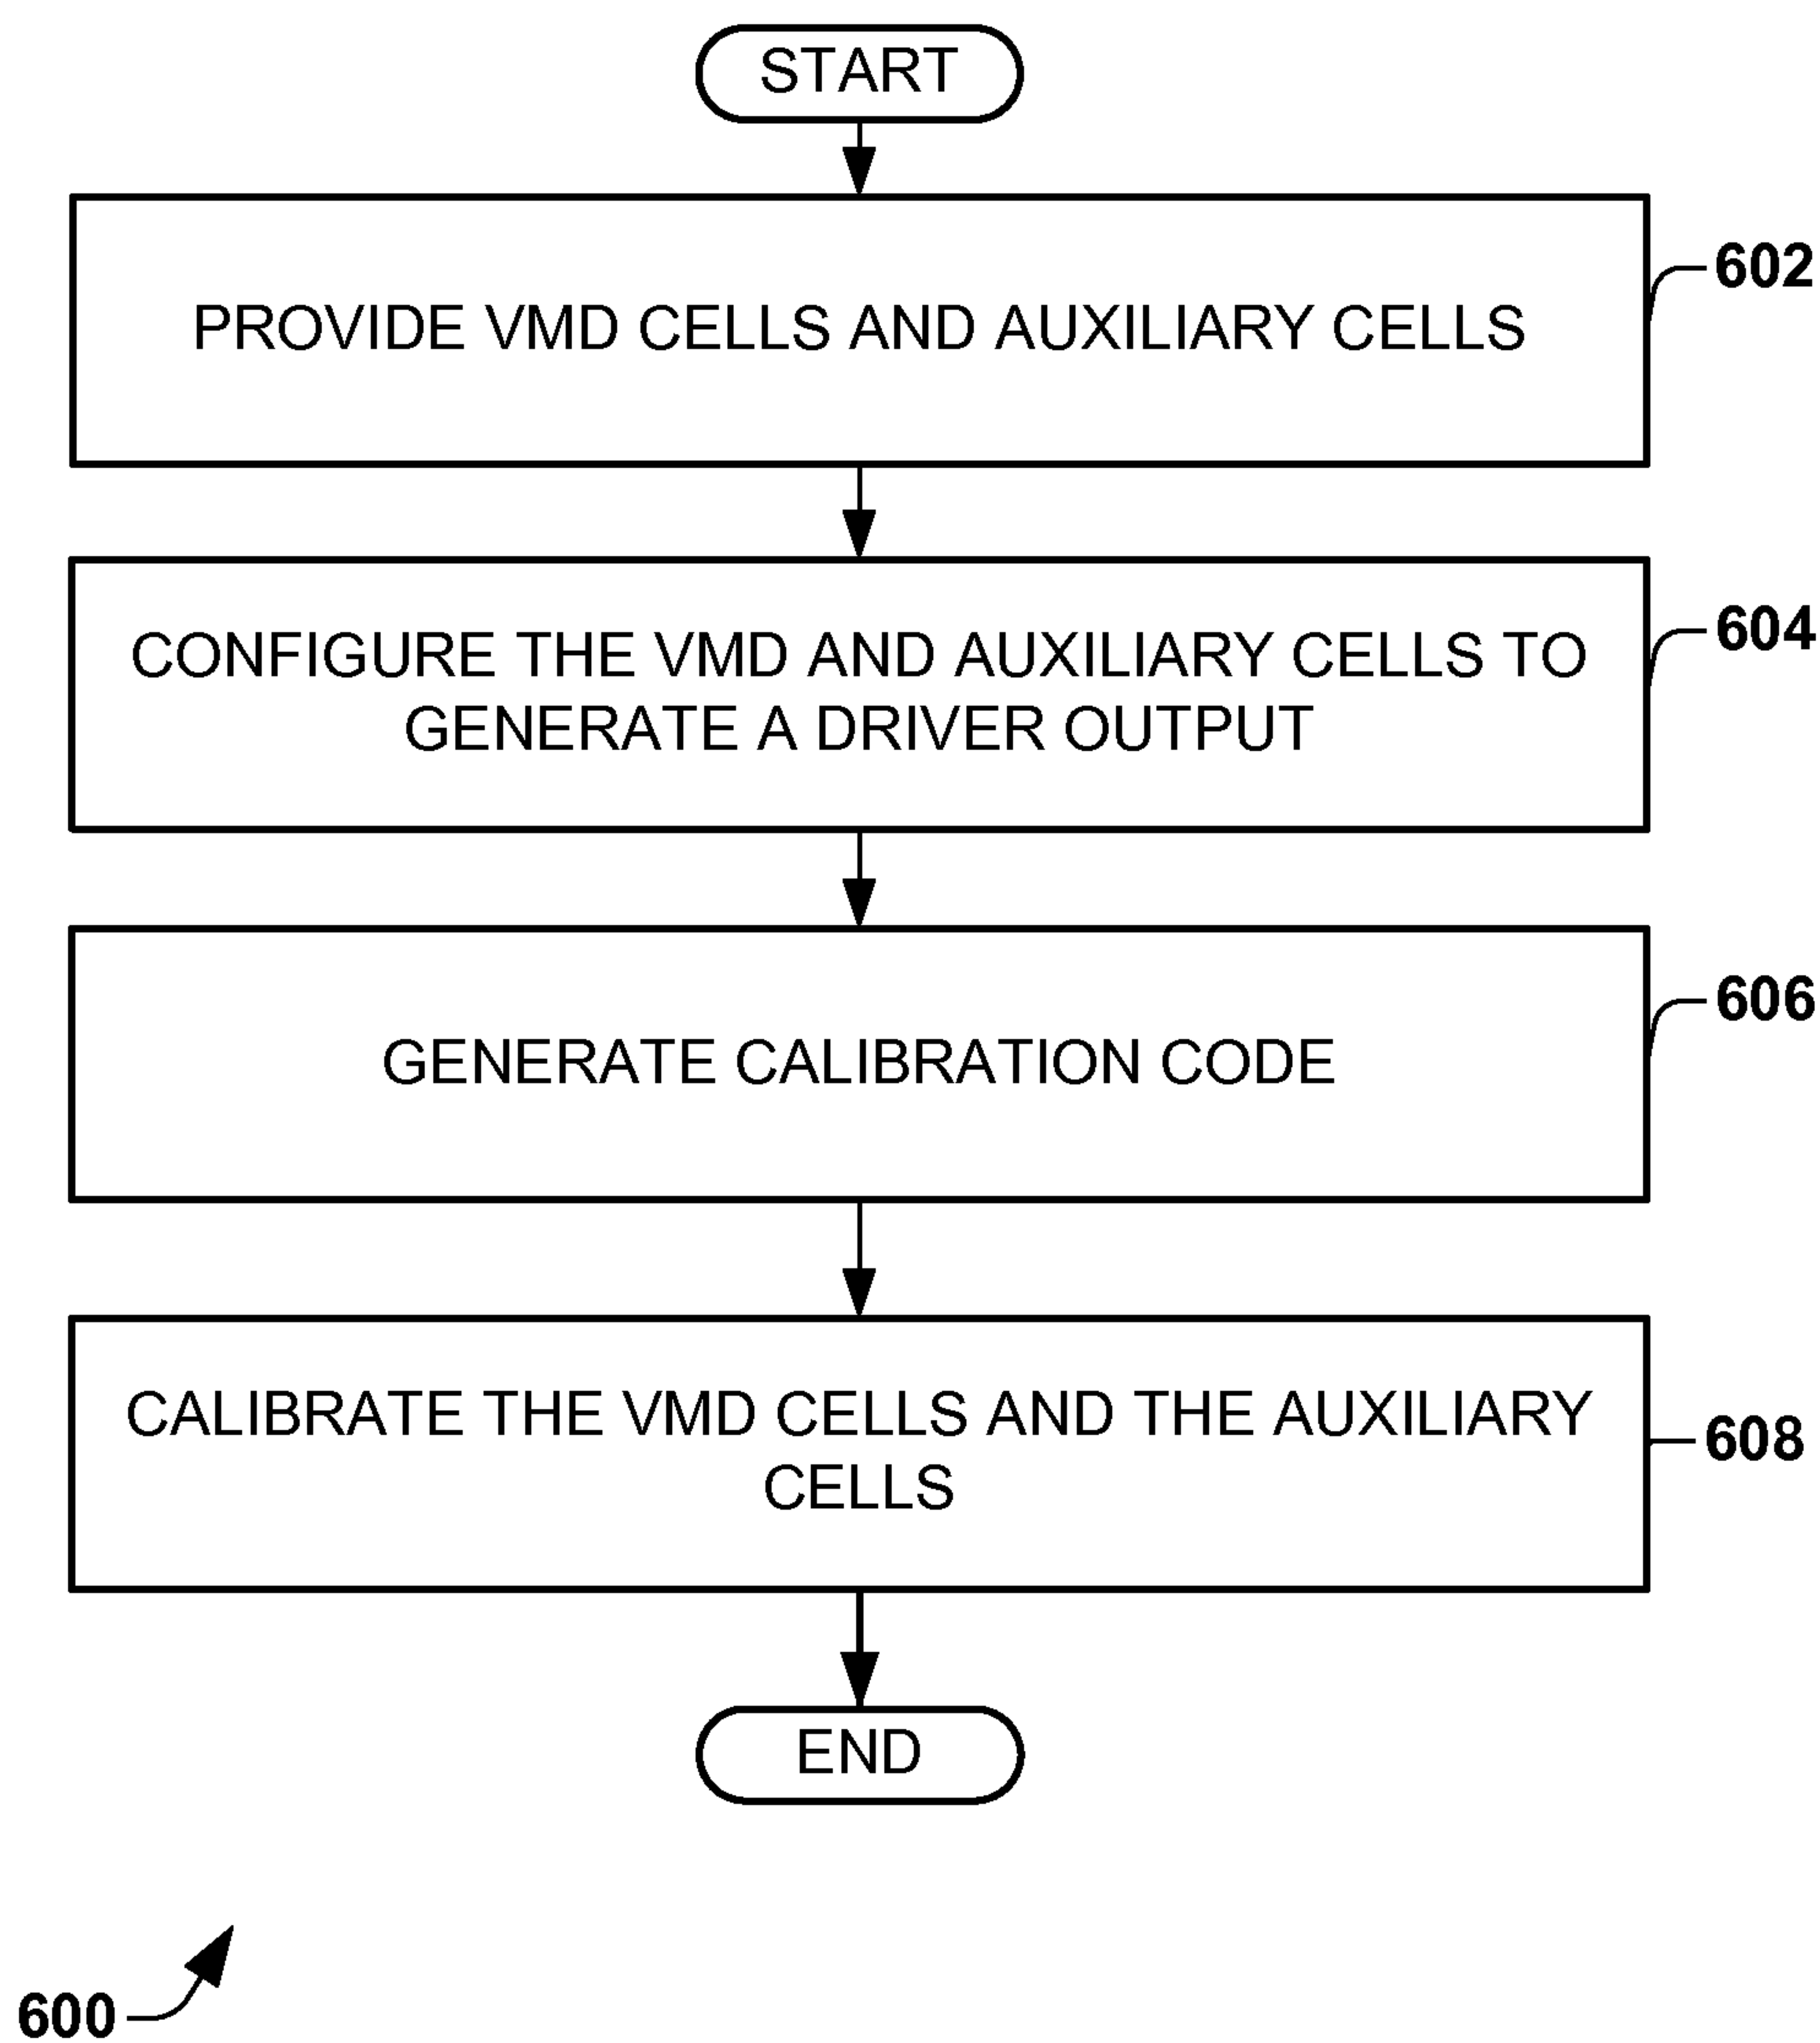 START
PROVIDE VMD CELLS AND AUXILIARY CELLS
602
CONFIGURE THE VMD AND AUXILIARY CELLS TO
GENERATE A DRIVER OUTPUT
604
GENERATE CALIBRATION CODE
606
CALIBRATE THE VMD CELLS AND THE AUXILIARY
CELLS
608
END
600